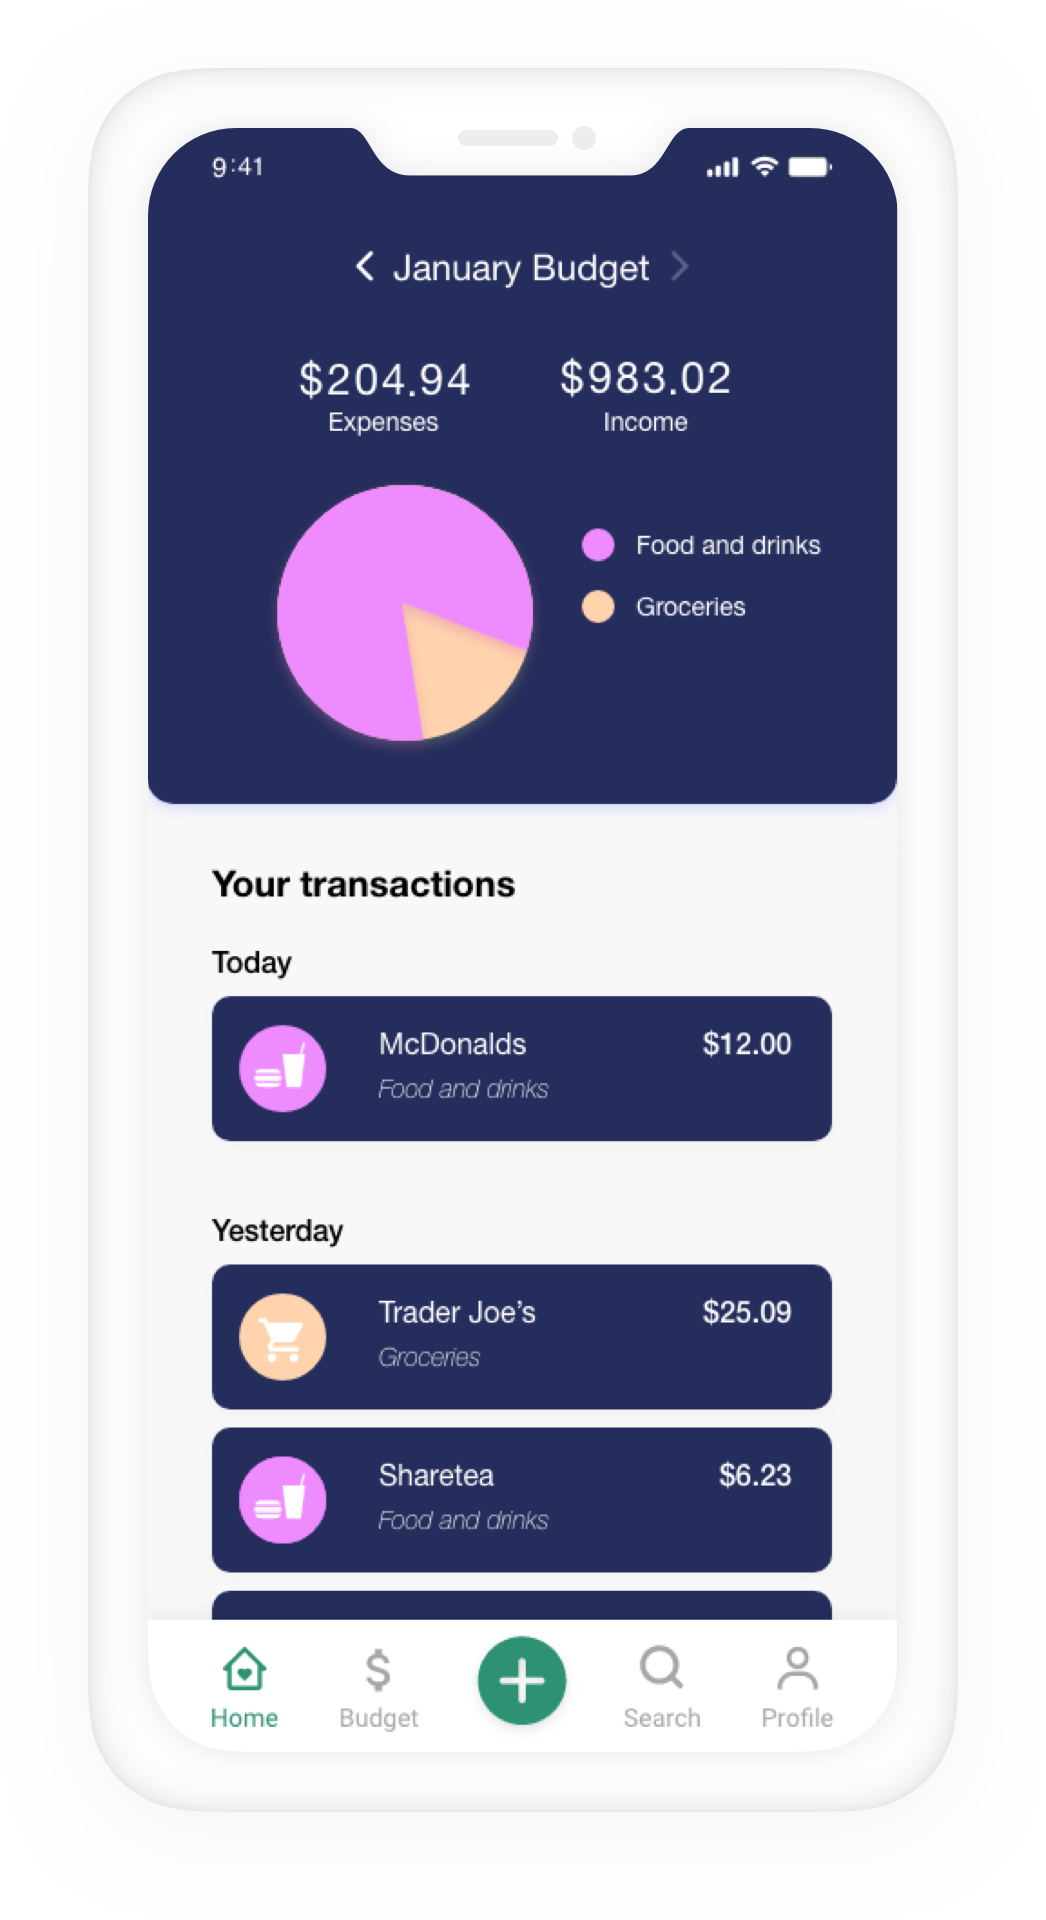 9:41
January Budget
$204.94 $983.02
Expenses Income
Food and drinks
Groceries
Your transactions
Today
McDonalds $12.00
Food and drinks
Yesterday
Trader Joe’s $25.09
Groceries
Sharetea $6.23
Food and drinks
Home Budget Search Profile